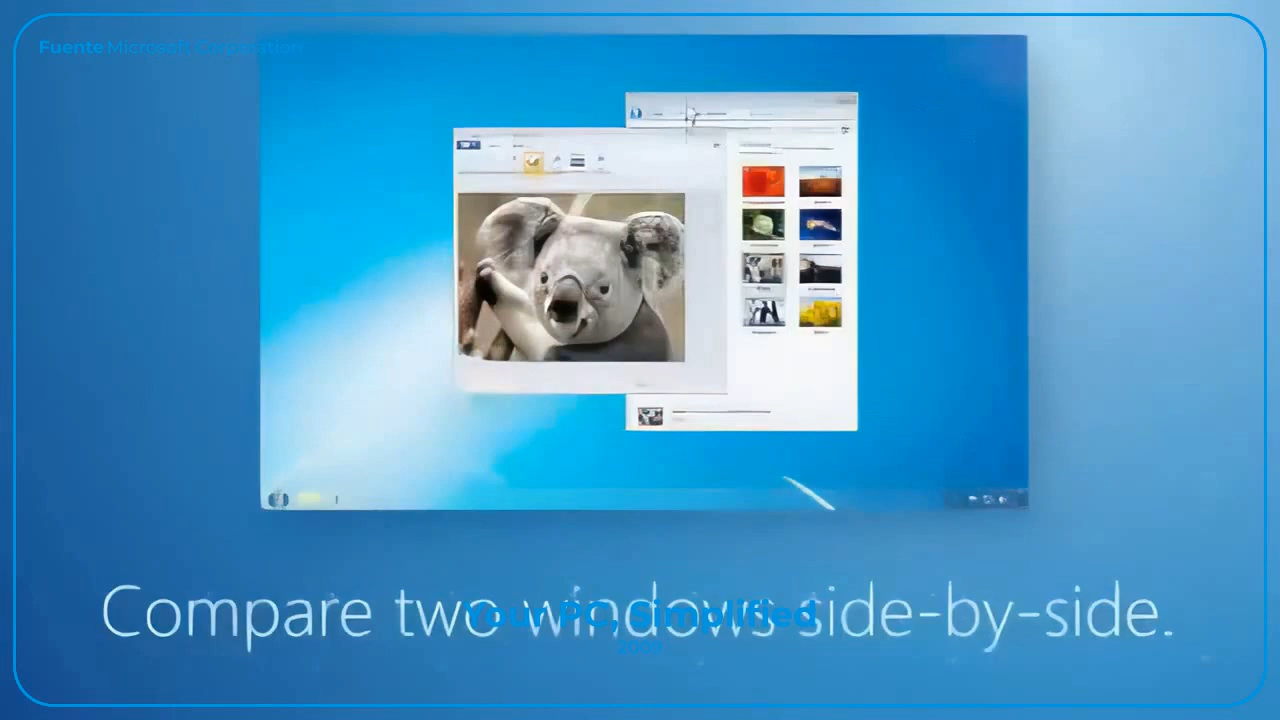 Fuente Microsoft Corporation
Compare two windows side-by-side.
Your PC, Simplified
2009